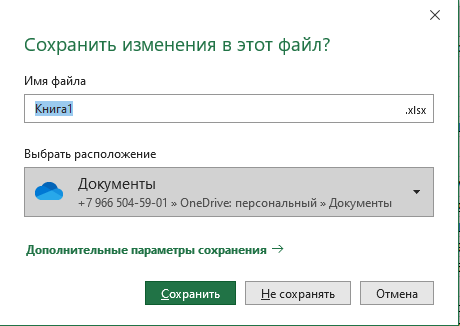 Сохранить изменения в этот файл?
Имя файла
Книга1 .xlsx
Выбрать расположение
Документы
+7 966 504-59-01 » OneDrive: персональный » Документы
Дополнительные параметры сохранения →
Сохранить Не сохранять Отмена